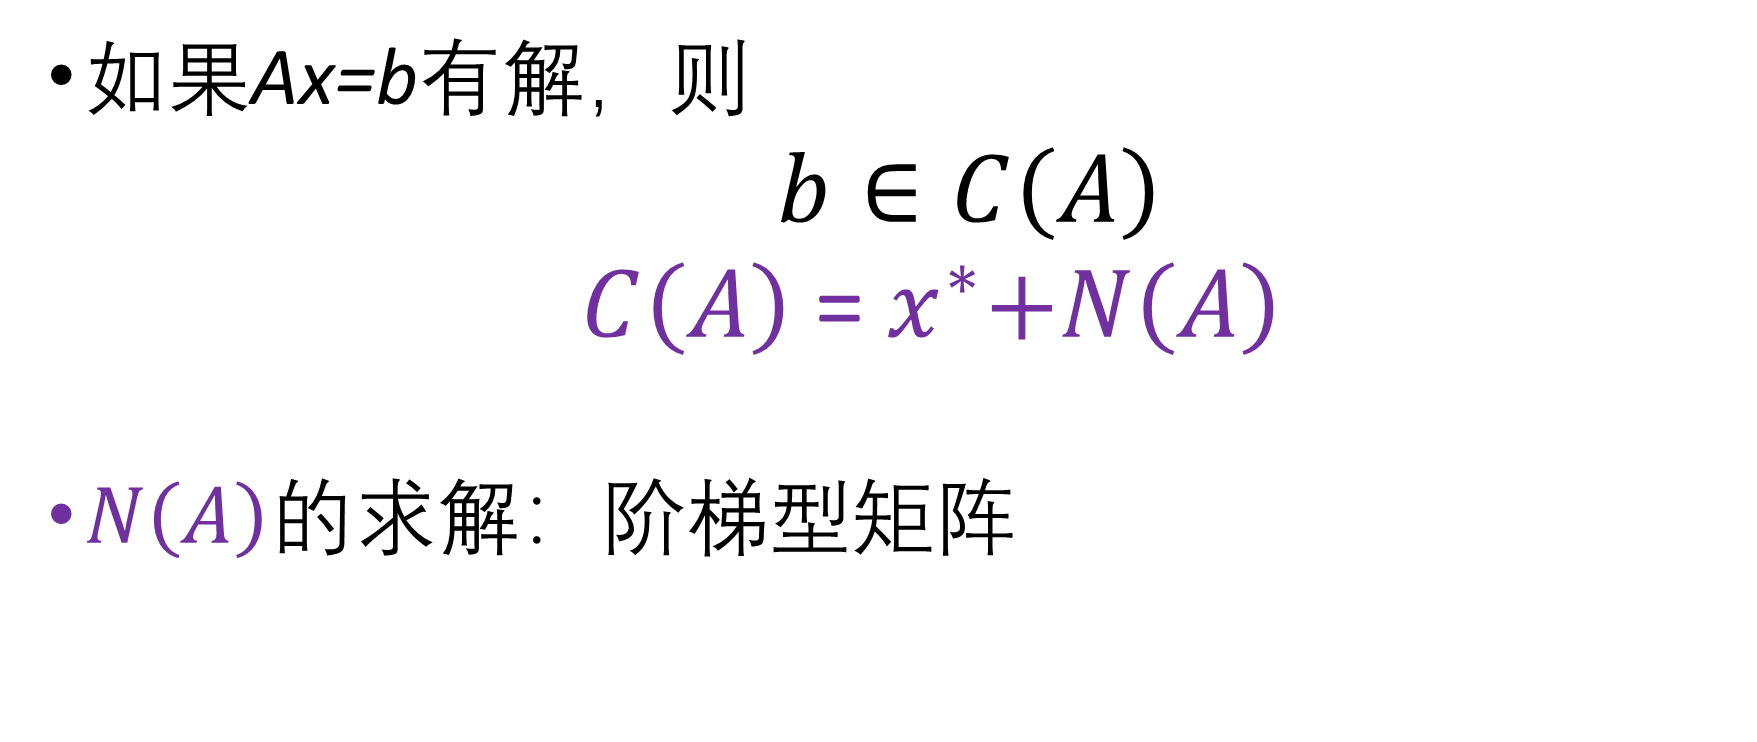 • 如果Ax=b有解, 则
b ∈ C(A)
C(A) = x*+N(A)
• N(A)的求解: 阶梯型矩阵